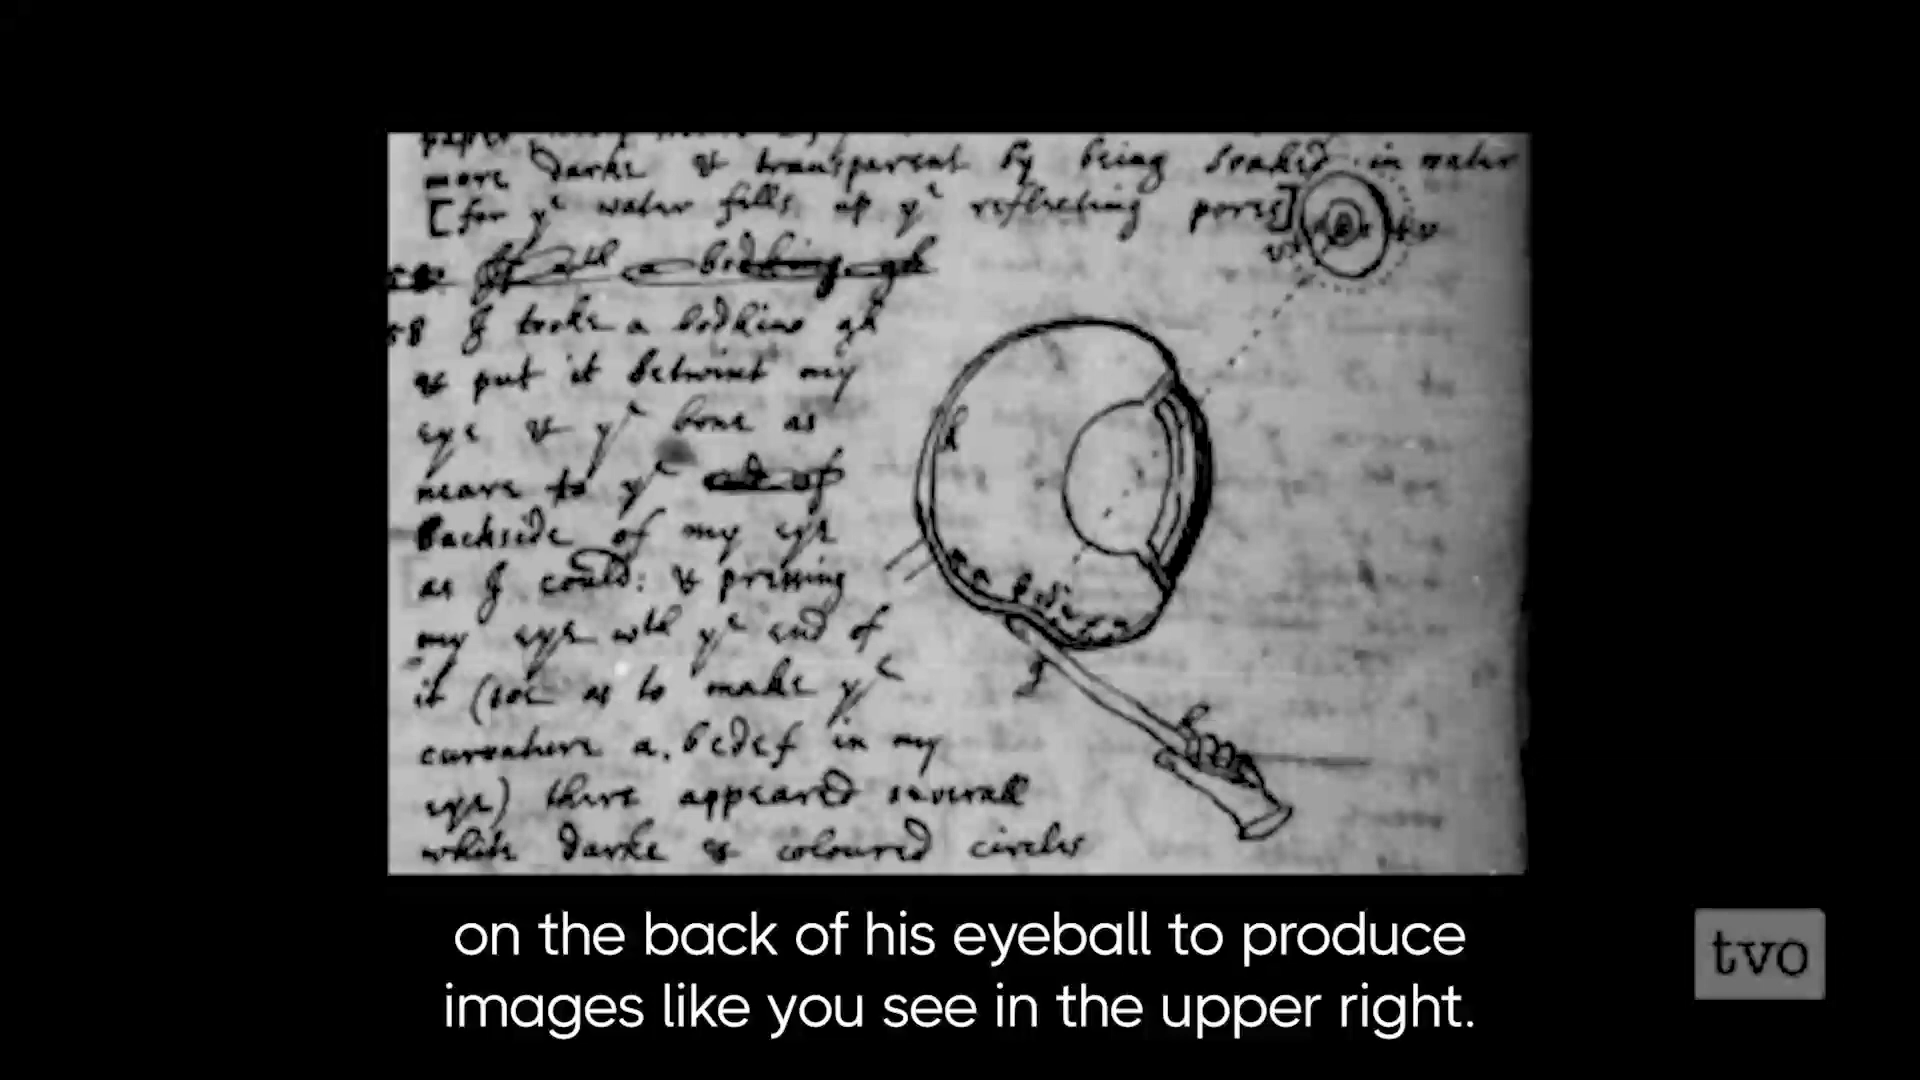 more darke & transparent by being soaked in water
[for yᵉ water falls up yᵉ reflecting pores]
58 I tooke a bodkine gh
& put it betwixt my
eye & yᵉ bone as
neare to yᵉ
Backside of my eye
as I could: & pressing
my eye wth yᵉ end of
it (soe as to make yᵉ
curvature a, bcdef in my
eye) there appeared severall
white darke & coloured circles
g
h
on the back of his eyeball to produce
images like you see in the upper right.
tvo